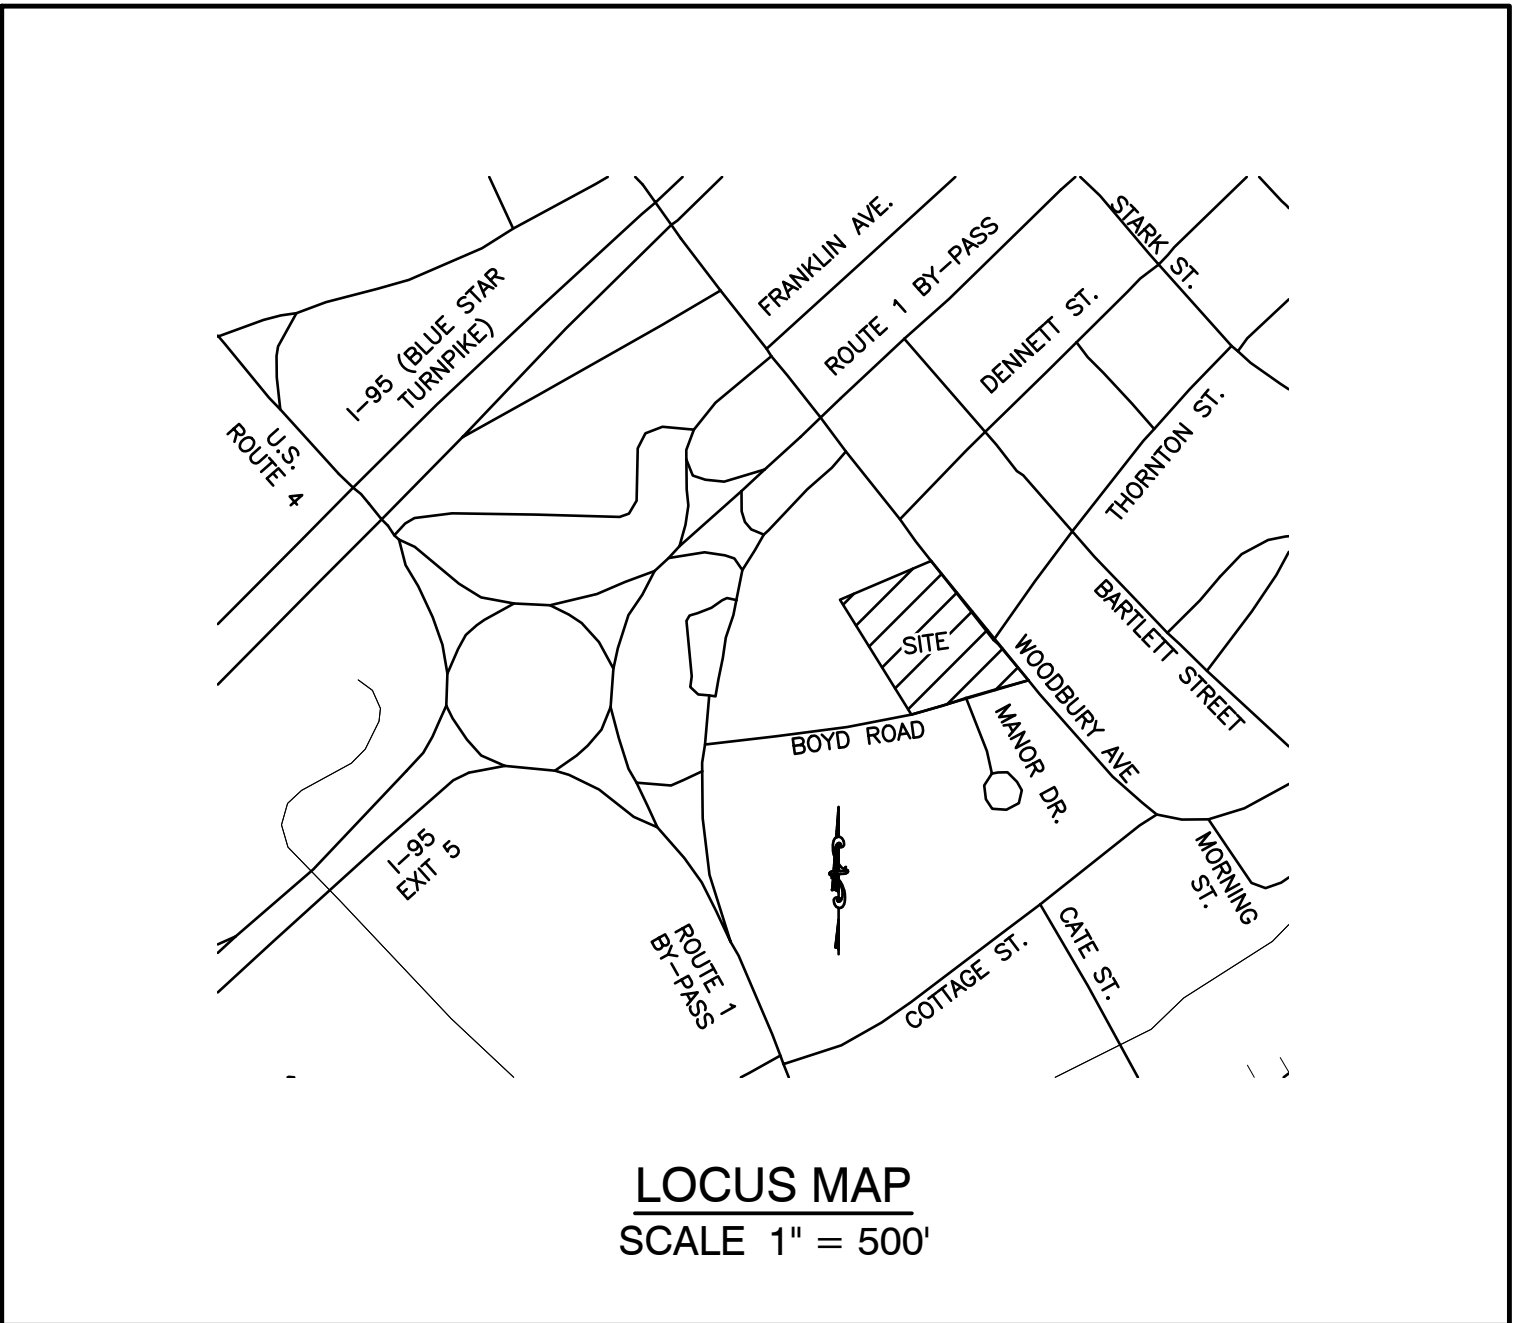 STARK ST.
FRANKLIN AVE.
ROUTE 1 BY-PASS
I-95 (BLUE STAR
TURNPIKE)
DENNETT ST.
U.S.
ROUTE 4
THORNTON ST.
BARTLETT STREET
SITE
WOODBURY AVE
BOYD ROAD
MANOR DR.
I-95
EXIT 5
MORNING
ST.
ROUTE 1
BY-PASS
CATE ST.
COTTAGE ST.
LOCUS MAP
SCALE 1" = 500'